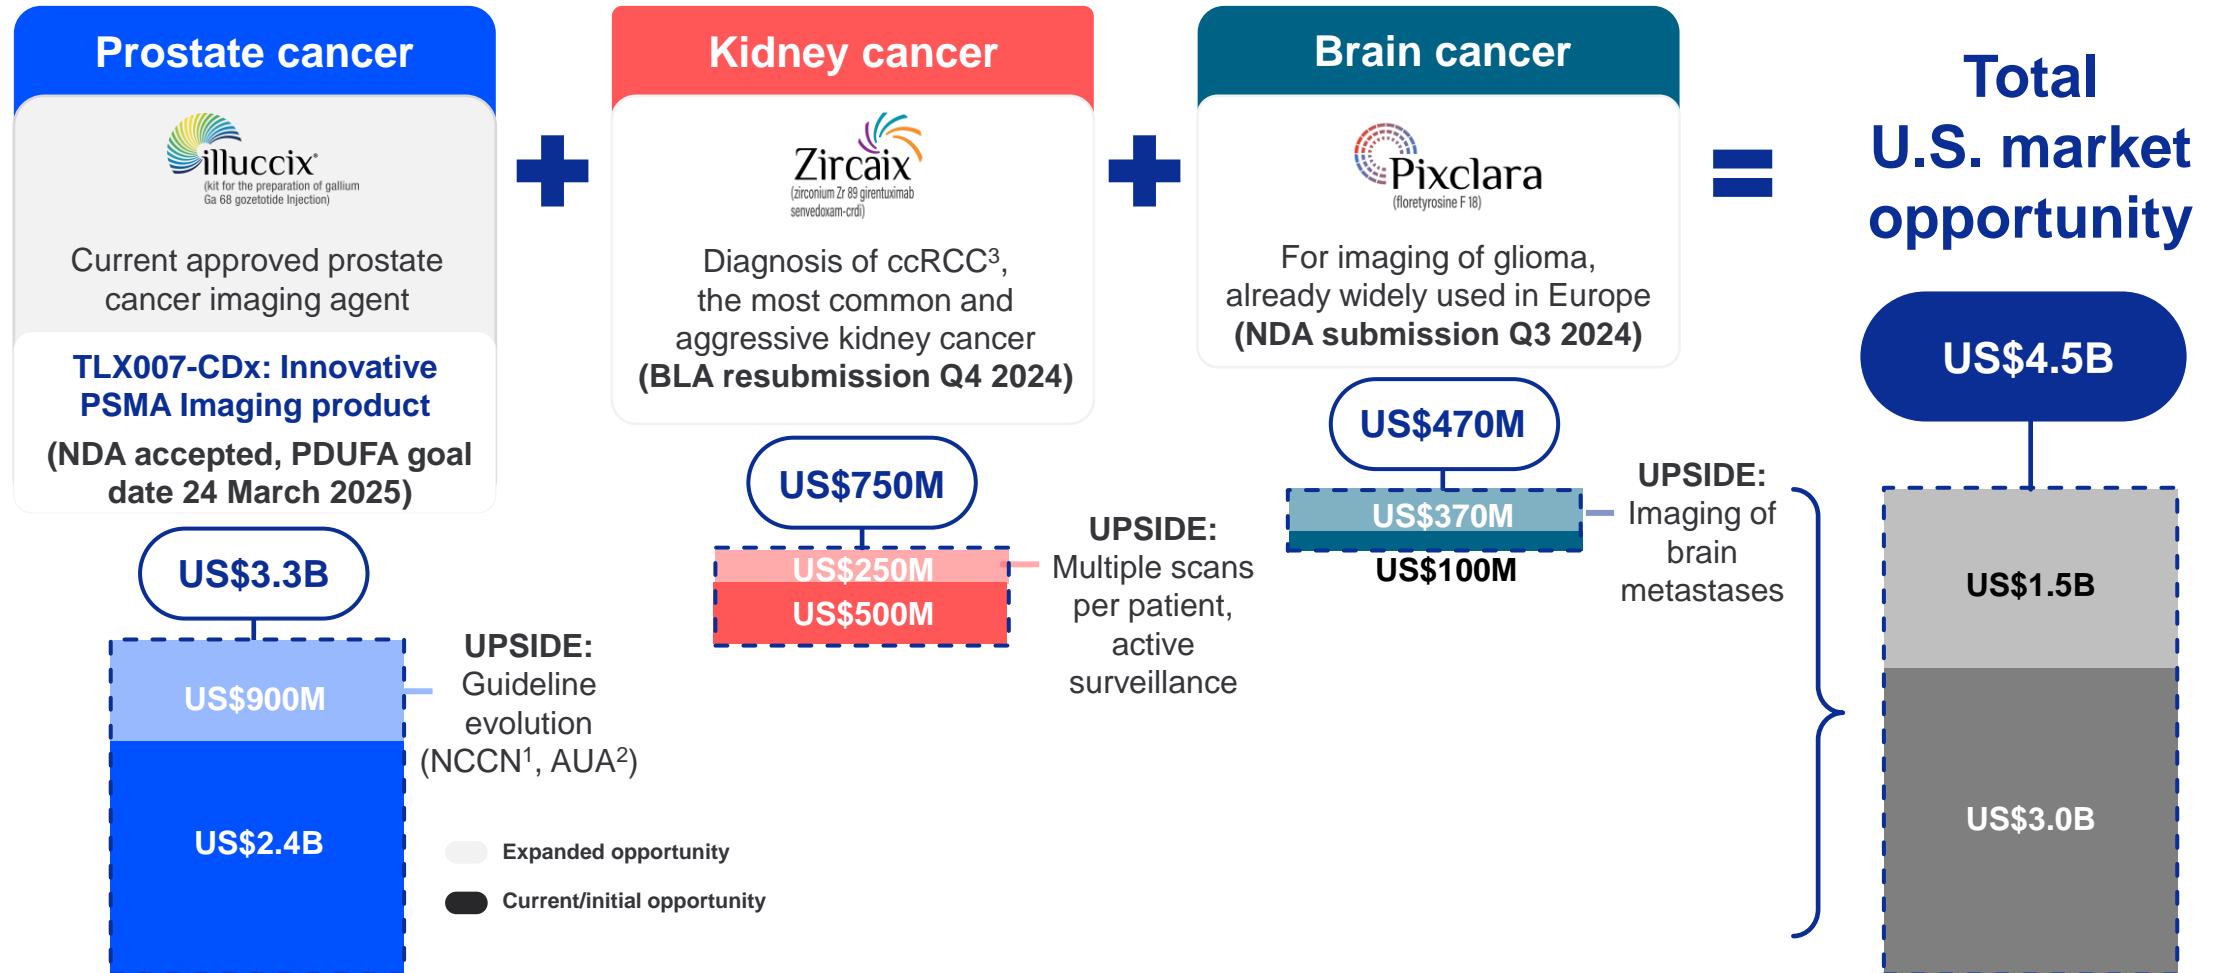 Prostate cancer
illuccix®
(kit for the preparation of gallium
Ga 68 gozetotide Injection)
Current approved prostate
cancer imaging agent
TLX007-CDx: Innovative
PSMA Imaging product
(NDA accepted, PDUFA goal
date 24 March 2025)
US$3.3B
US$900M
US$2.4B
UPSIDE:
Guideline
evolution
(NCCN¹, AUA²)
Kidney cancer
Zircaix
(zirconium Zr 89 girentuximab
senvedoxam-crdi)
Diagnosis of ccRCC³,
the most common and
aggressive kidney cancer
(BLA resubmission Q4 2024)
US$750M
US$250M
US$500M
UPSIDE:
Multiple scans
per patient,
active
surveillance
Brain cancer
Pixclara
(floretyrosine F 18)
For imaging of glioma,
already widely used in Europe
(NDA submission Q3 2024)
US$470M
US$370M
US$100M
UPSIDE:
Imaging of
brain
metastases
Total
U.S. market
opportunity
US$4.5B
US$1.5B
US$3.0B
Expanded opportunity
Current/initial opportunity